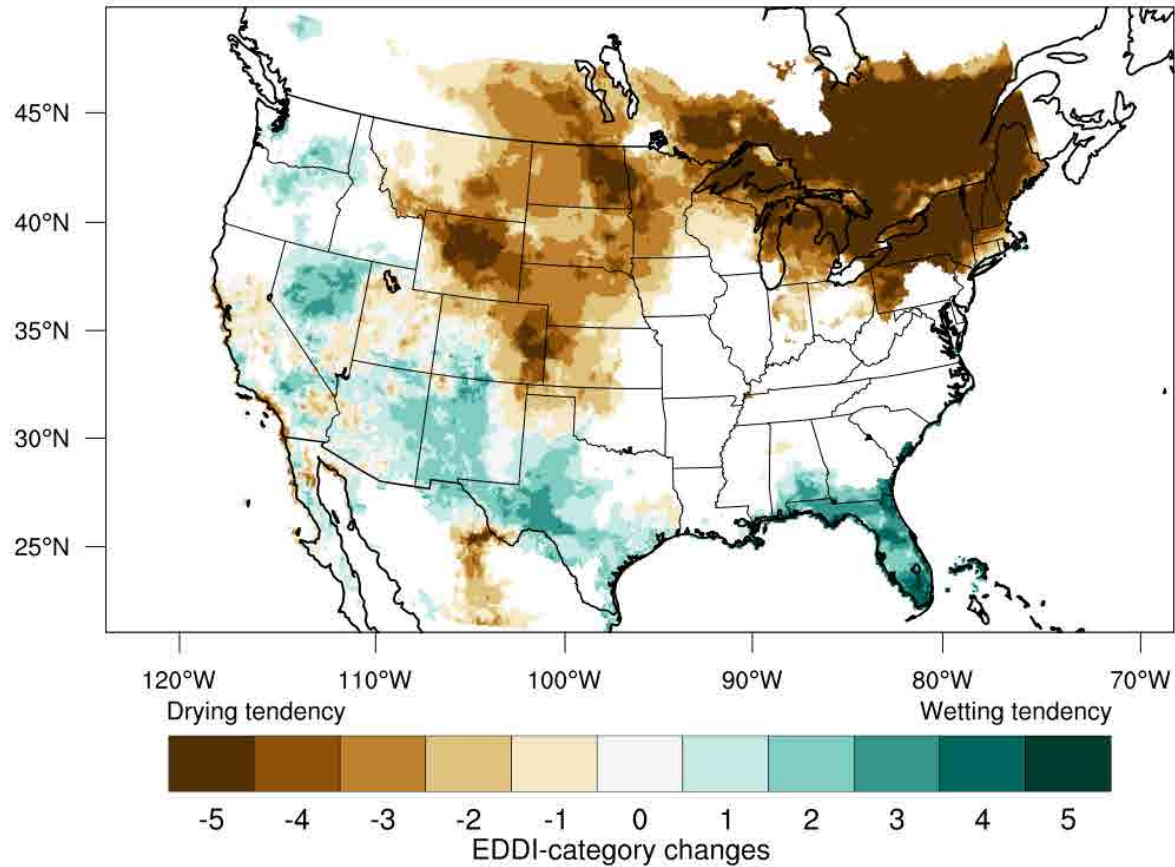 45°N
40°N
35°N
30°N
25°N
120°W 110°W 100°W 90°W 80°W 70°W
Drying tendency Wetting tendency
-5 -4 -3 -2 -1 0 1 2 3 4 5
EDDI-category changes